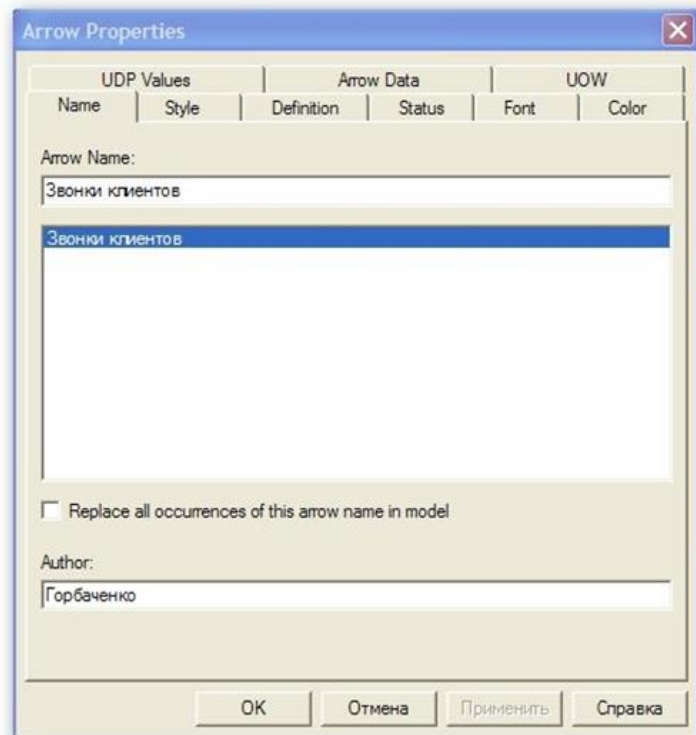 Arrow Properties
UDP Values Arrow Data UOW
Name Style Definition Status Font Color
Arrow Name:
Звонки клиентов
Звонки клиентов
Replace all occurrences of this arrow name in model
Author:
Горбаченко
OK Отмена Применить Справка